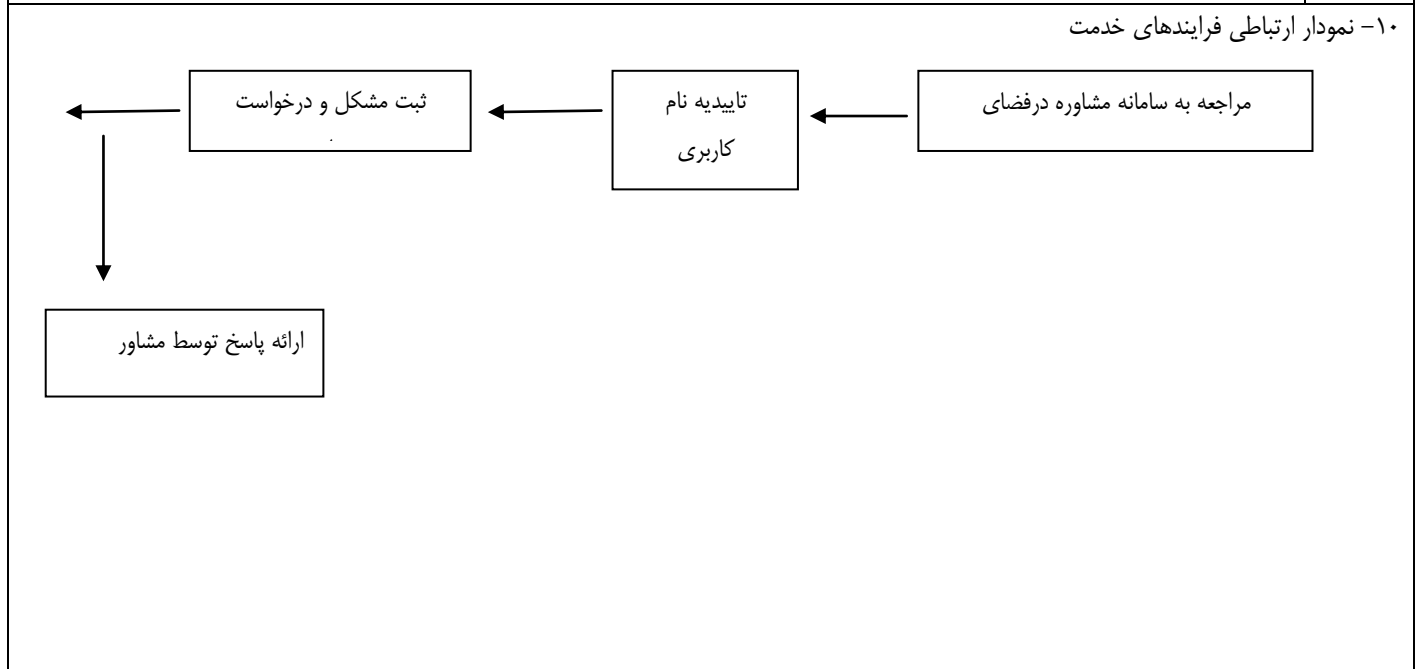 ۱۰- نمودار ارتباطی فرایندهای خدمت
مراجعه به سامانه مشاوره درفضای
تاییدیه نام
کاربری
ثبت مشکل و درخواست
ارائه پاسخ توسط مشاور